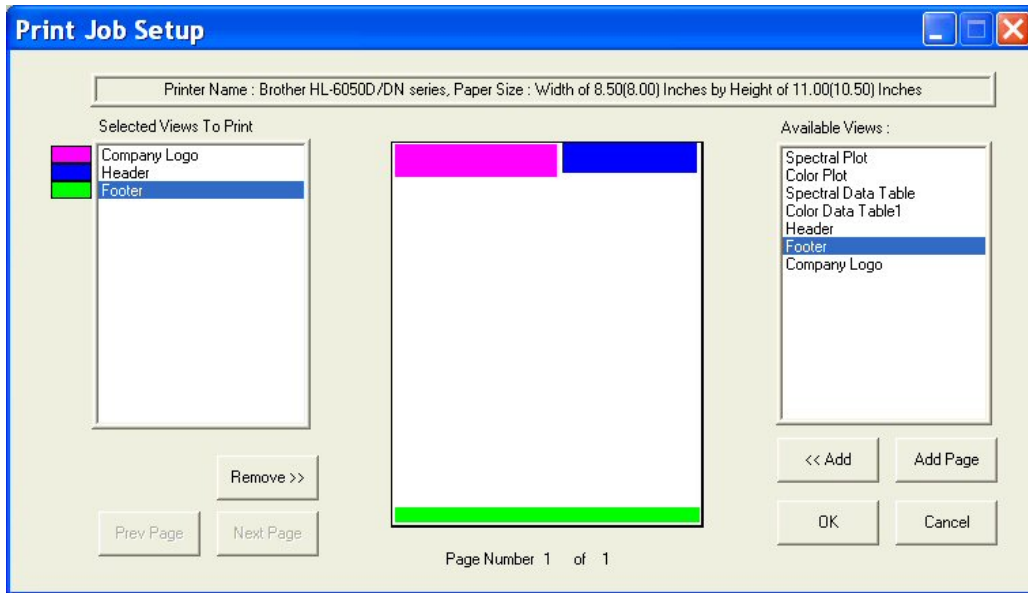 Print Job Setup
Printer Name : Brother HL-6050D/DN series, Paper Size : Width of 8.50(8.00) Inches by Height of 11.00(10.50) Inches
Selected Views To Print
Company Logo
Header
Footer
Available Views :
Spectral Plot
Color Plot
Spectral Data Table
Color Data Table1
Header
Footer
Company Logo
Remove >>
Prev Page
Next Page
<< Add
Add Page
OK
Cancel
Page Number 1 of 1